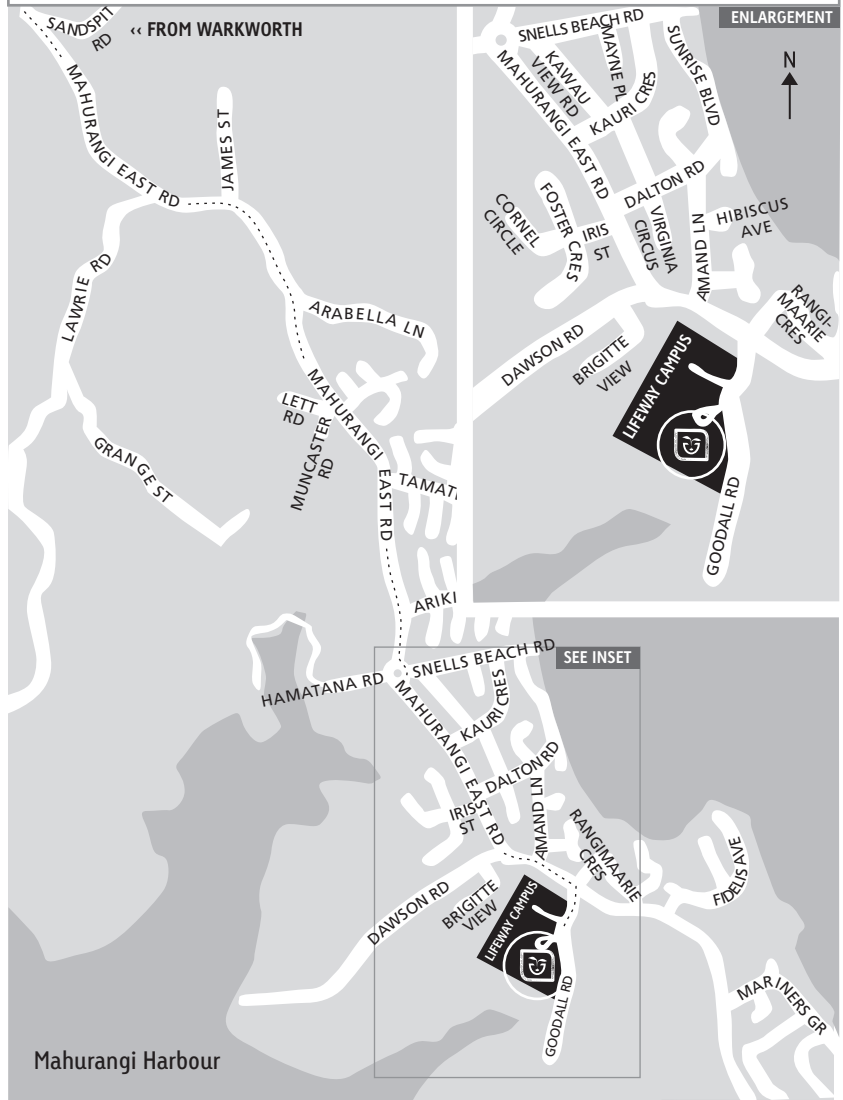 SANDSPIT
RD
‹‹ FROM WARKWORTH
MAHURANGI EAST RD
JAMES ST
LAWRIE RD
ARABELLA LN
LETT
RD
MAHURANGI EAST RD
MUNCASTER
RD
GRANGE ST
TAMATI
ARIKI
HAMATANA RD
SNELLS BEACH RD
SEE INSET
MAHURANGI EAST RD
KAURI CRES
DALTON RD
IRIS
ST
AMAND LN
RANGIMAARIE
CRES
DAWSON RD
BRIGITTE
VIEW
LIFEWAY CAMPUS
GOODALL RD
FIDELIS AVE
MARINERS GR
Mahurangi Harbour
ENLARGEMENT
N
SNELLS BEACH RD
MAYNE PL
SUNRISE BLVD
KAWAU
VIEW RD
MAHURANGI EAST RD
KAURI CRES
DALTON RD
CORNEL
CIRCLE
FOSTER CRES
IRIS
ST
VIRGINIA
CIRCUS
AMAND LN
HIBISCUS
AVE
RANGI-
MAARIE
CRES
DAWSON RD
BRIGITTE
VIEW
LIFEWAY CAMPUS
GOODALL RD